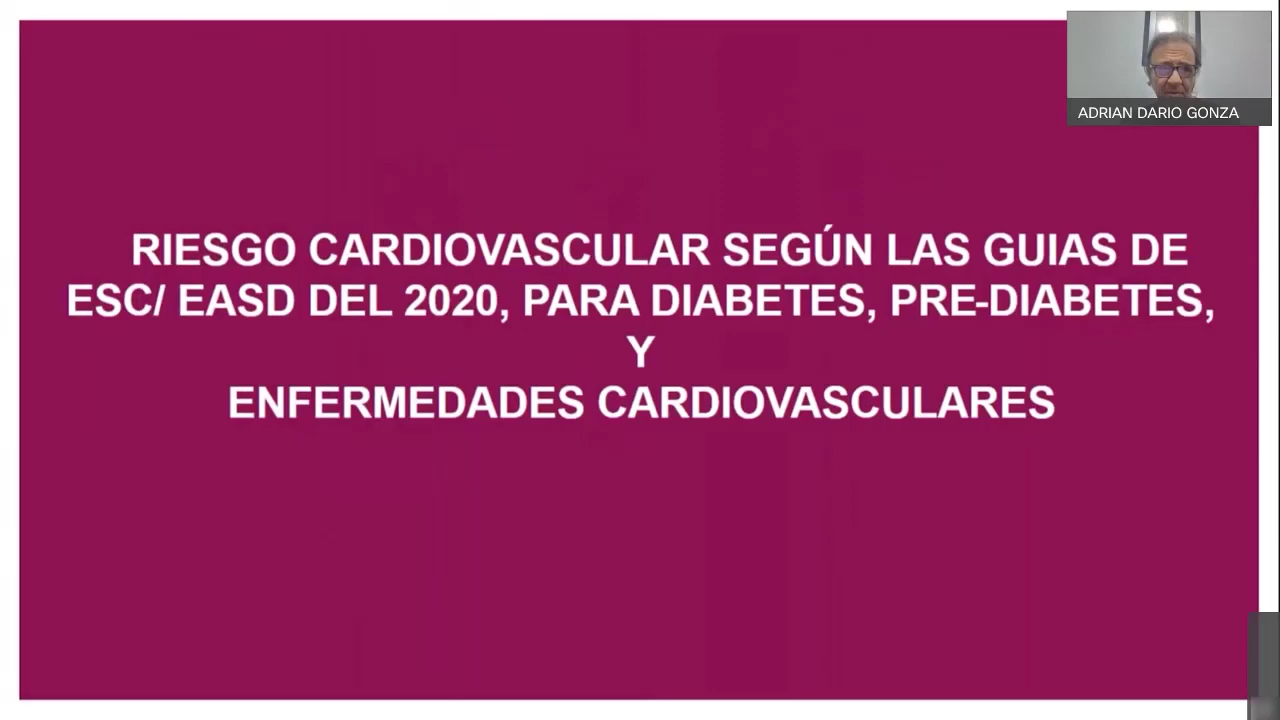 ADRIAN DARIO GONZA
RIESGO CARDIOVASCULAR SEGÚN LAS GUIAS DE
ESC/ EASD DEL 2020, PARA DIABETES, PRE-DIABETES,
Y
ENFERMEDADES CARDIOVASCULARES